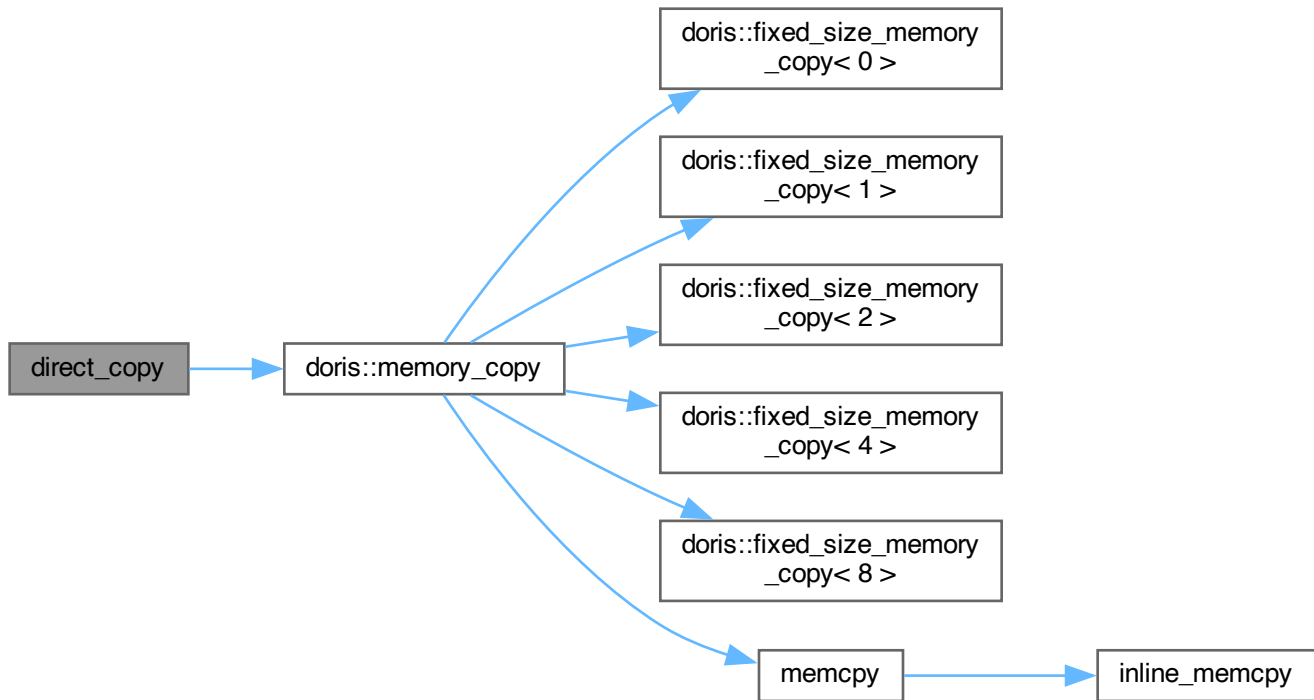 direct_copy
doris::memory_copy
doris::fixed_size_memory
_copy< 0 >
doris::fixed_size_memory
_copy< 1 >
doris::fixed_size_memory
_copy< 2 >
doris::fixed_size_memory
_copy< 4 >
doris::fixed_size_memory
_copy< 8 >
memcpy
inline_memcpy